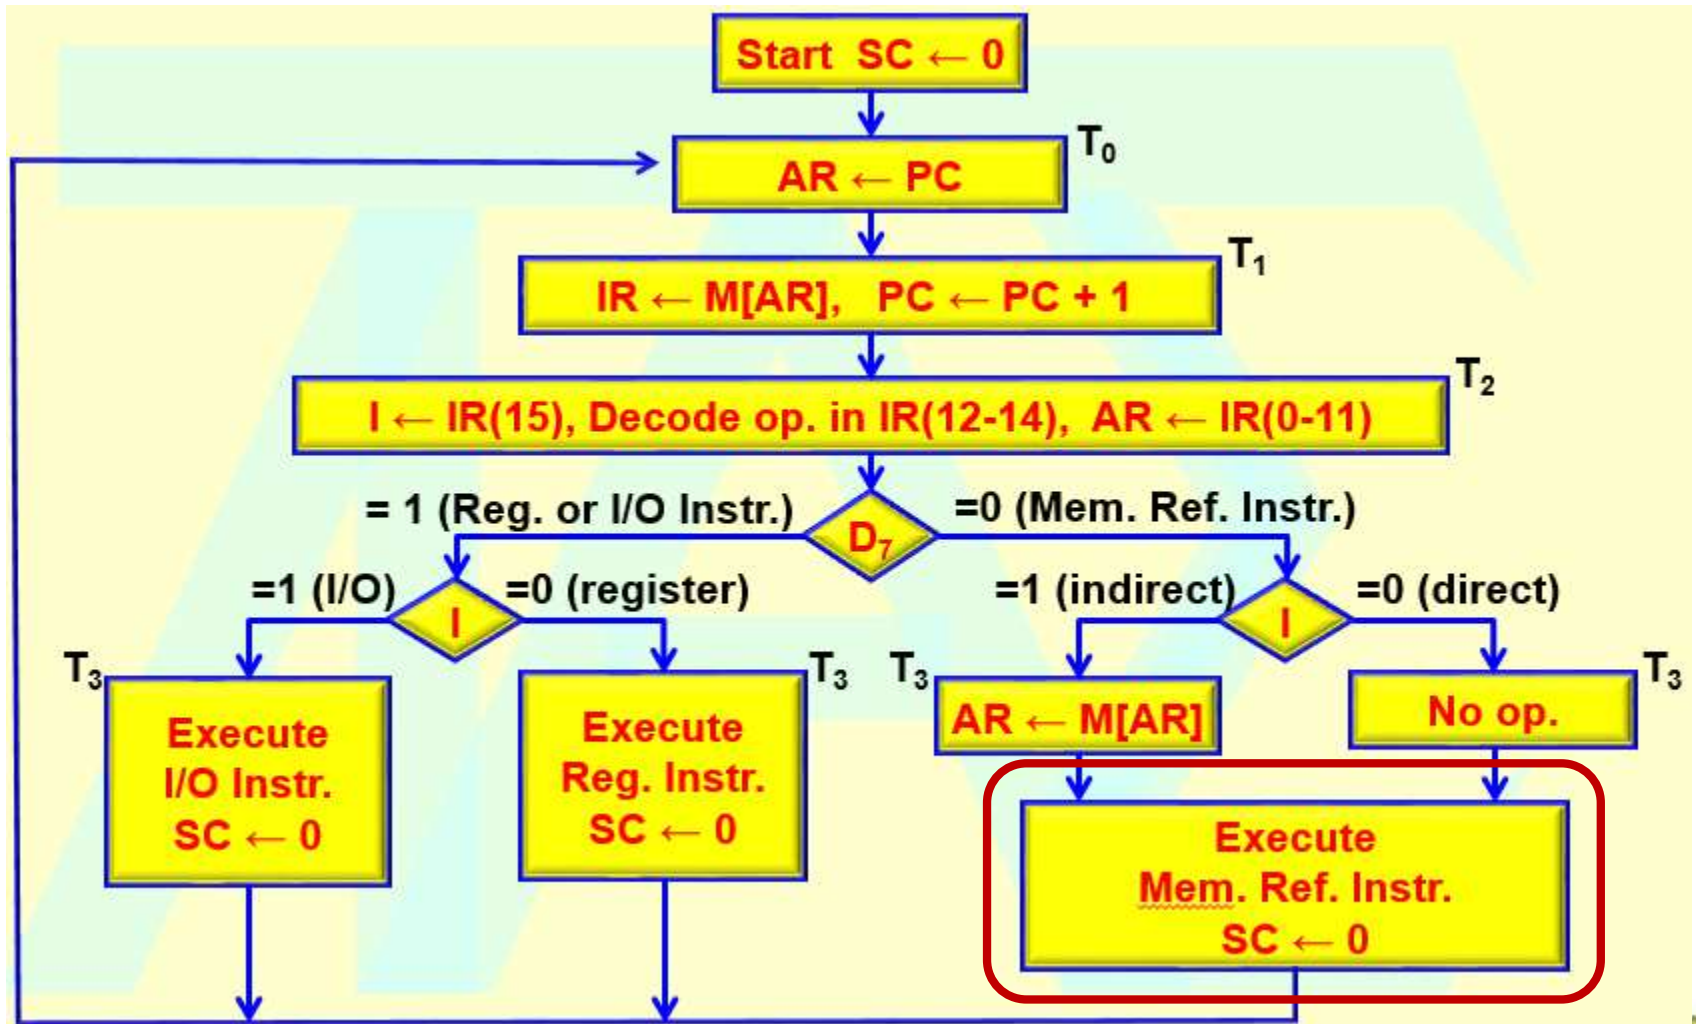 Start SC ← 0
T₀
AR ← PC
T₁
IR ← M[AR], PC ← PC + 1
T₂
I ← IR(15), Decode op. in IR(12-14), AR ← IR(0-11)
= 1 (Reg. or I/O Instr.)
D₇
=0 (Mem. Ref. Instr.)
=1 (I/O)
I
=0 (register)
=1 (indirect)
I
=0 (direct)
T₃
Execute
I/O Instr.
SC ← 0
T₃
Execute
Reg. Instr.
SC ← 0
T₃
AR ← M[AR]
T₃
No op.
Execute
Mem. Ref. Instr.
SC ← 0